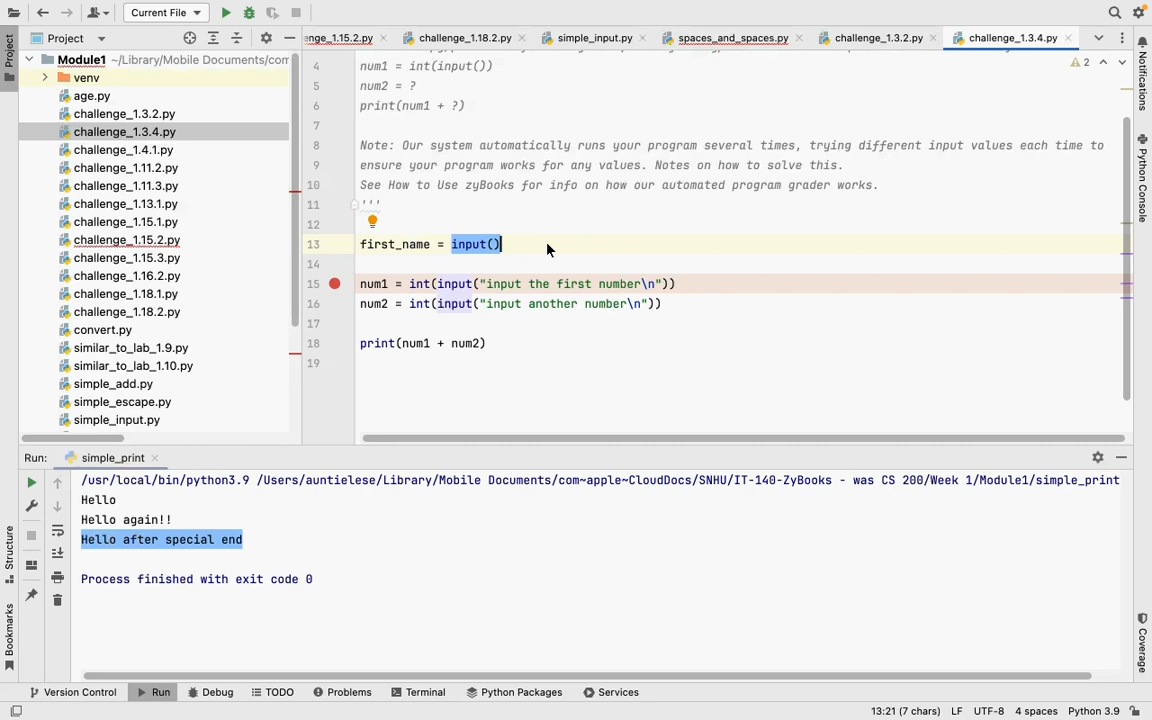 Current File
Project
enge_1.15.2.py
challenge_1.18.2.py
simple_input.py
spaces_and_spaces.py
challenge_1.3.2.py
challenge_1.3.4.py
Project
Module1 ~/Library/Mobile Documents/com
venv
age.py
challenge_1.3.2.py
challenge_1.3.4.py
challenge_1.4.1.py
challenge_1.11.2.py
challenge_1.11.3.py
challenge_1.13.1.py
challenge_1.15.1.py
challenge_1.15.2.py
challenge_1.15.3.py
challenge_1.16.2.py
challenge_1.18.1.py
challenge_1.18.2.py
convert.py
similar_to_lab_1.9.py
similar_to_lab_1.10.py
simple_add.py
simple_escape.py
simple_input.py
2
4 num1 = int(input())
5 num2 = ?
6 print(num1 + ?)
7
8 Note: Our system automatically runs your program several times, trying different input values each time to
9 ensure your program works for any values. Notes on how to solve this.
10 See How to Use zyBooks for info on how our automated program grader works.
11 '''
12
13 first_name = input()
14
15 num1 = int(input("input the first number\n"))
16 num2 = int(input("input another number\n"))
17
18 print(num1 + num2)
19
Notifications
Python Console
Coverage
Structure
Bookmarks
Run: simple_print
/usr/local/bin/python3.9 /Users/auntielese/Library/Mobile Documents/com~apple~CloudDocs/SNHU/IT-140-ZyBooks - was CS 200/Week 1/Module1/simple_print
Hello
Hello again!!
Hello after special end
Process finished with exit code 0
Version Control
Run
Debug
TODO
Problems
Terminal
Python Packages
Services
13:21 (7 chars) LF UTF-8 4 spaces Python 3.9